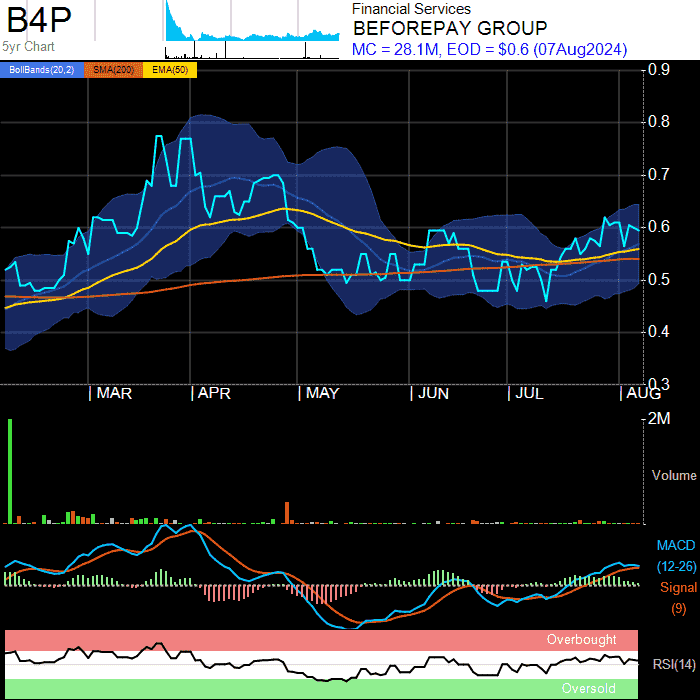 B4P
5yr Chart
Financial Services
BEFOREPAY GROUP
MC = 28.1M, EOD = $0.6 (07Aug2024)
BollBands(20,2) SMA(200) EMA(50)
0.9
0.8
0.7
0.6
0.5
0.4
0.3
| MAR | APR | MAY | JUN | JUL | AUG
2M
Volume
MACD
(12-26)
Signal
(9)
Overbought
RSI(14)
Oversold